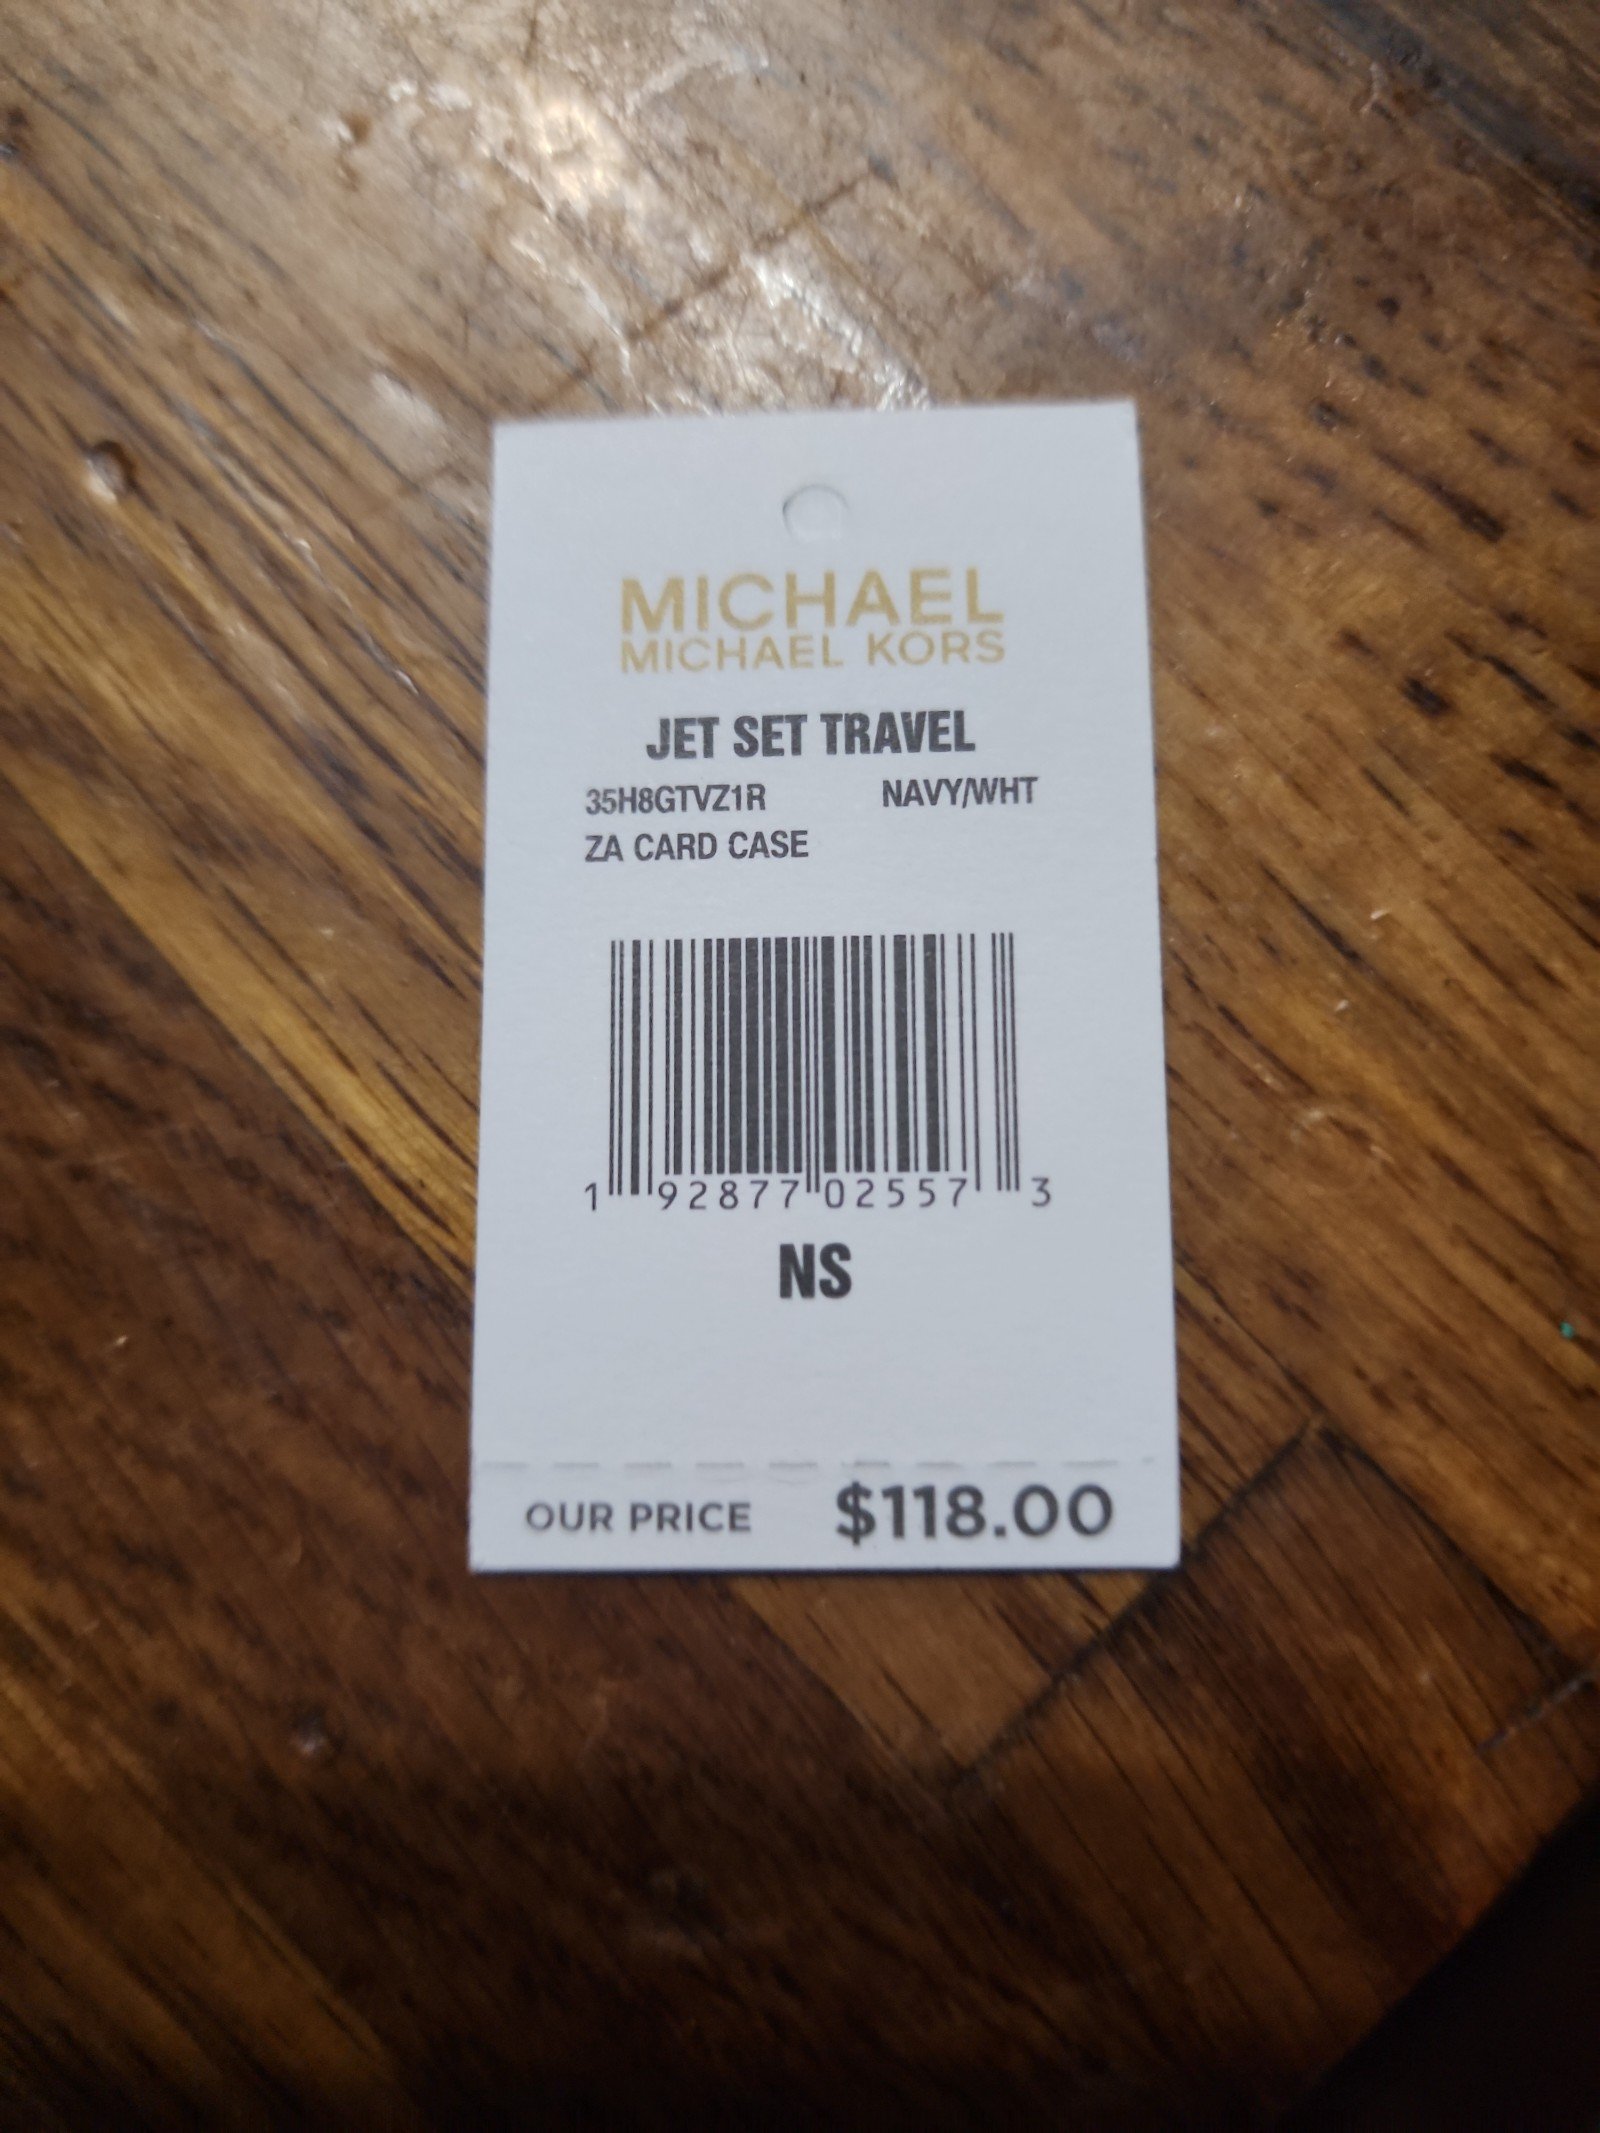 MICHAEL
MICHAEL KORS
JET SET TRAVEL
35H8GTVZ1R NAVY/WHT
ZA CARD CASE
1 92877 02557 3
NS
OUR PRICE $118.00